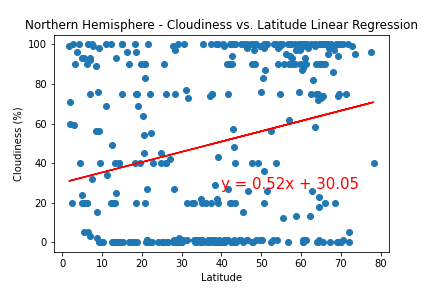 Northern Hemisphere - Cloudiness vs. Latitude Linear Regression
Cloudiness (%)
100
80
60
40
20
0
y = 0.52x + 30.05
0 10 20 30 40 50 60 70 80
Latitude